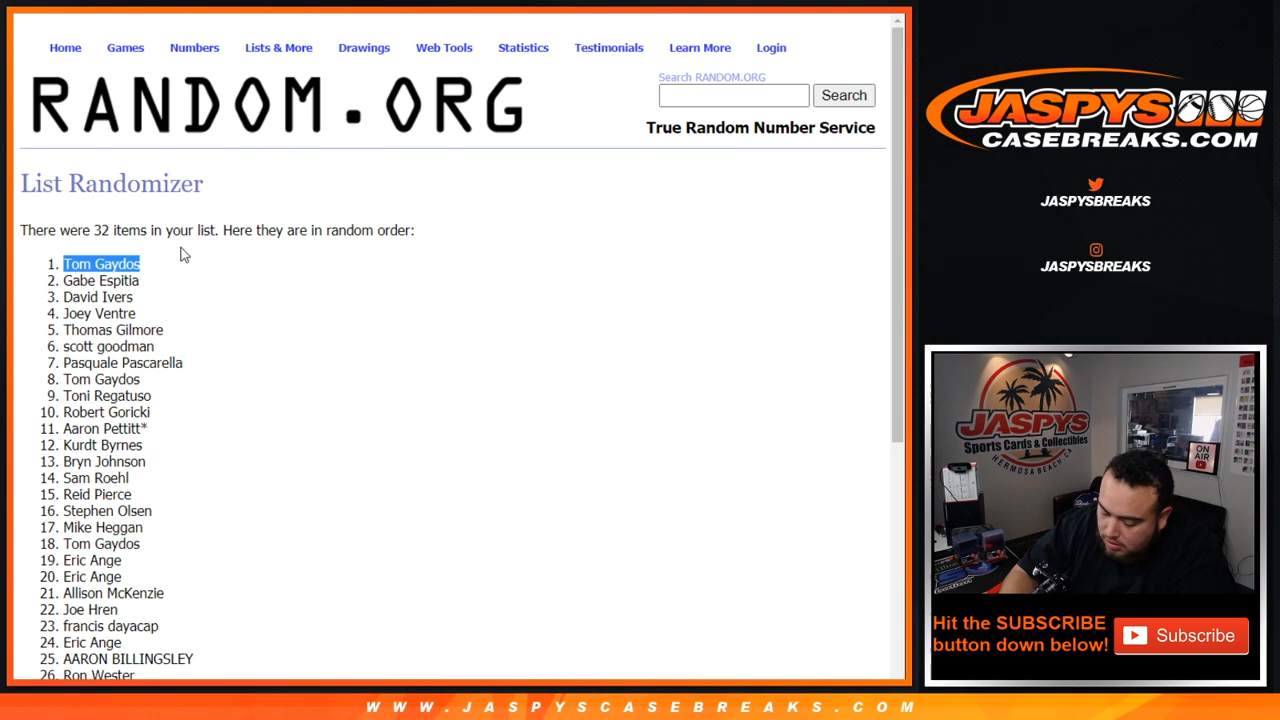 Home Games Numbers Lists & More Drawings Web Tools Statistics Testimonials Learn More Login
RANDOM.ORG
Search RANDOM.ORG
Search
True Random Number Service
List Randomizer
There were 32 items in your list. Here they are in random order:
1. Tom Gaydos
2. Gabe Espitia
3. David Ivers
4. Joey Ventre
5. Thomas Gilmore
6. scott goodman
7. Pasquale Pascarella
8. Tom Gaydos
9. Toni Regatuso
10. Robert Goricki
11. Aaron Pettitt*
12. Kurdt Byrnes
13. Bryn Johnson
14. Sam Roehl
15. Reid Pierce
16. Stephen Olsen
17. Mike Heggan
18. Tom Gaydos
19. Eric Ange
20. Eric Ange
21. Allison McKenzie
22. Joe Hren
23. francis dayacap
24. Eric Ange
25. AARON BILLINGSLEY
26. Ron Wester
JASPYS
CASEBREAKS.COM
JASPYSBREAKS
JASPYSBREAKS
JASPYS
Sports Cards & Collectibles
HERMOSA BEACH, CA
ON AIR
Hit the SUBSCRIBE
button down below!
Subscribe
WWW.JASPYSCASEBREAKS.COM